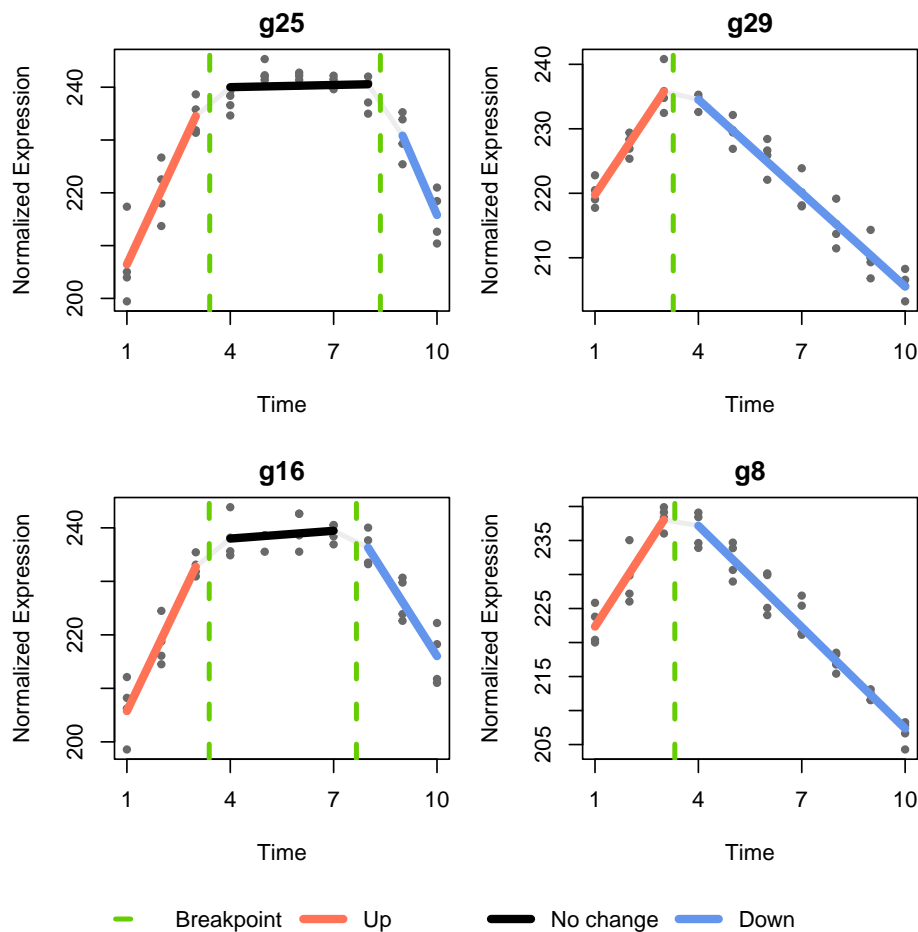 g25
Normalized Expression
200
220
240
1 4 7 10
Time
g29
Normalized Expression
210
220
230
240
1 4 7 10
Time
g16
Normalized Expression
200
220
240
1 4 7 10
Time
g8
Normalized Expression
205
215
225
235
1 4 7 10
Time
Breakpoint Up No change Down